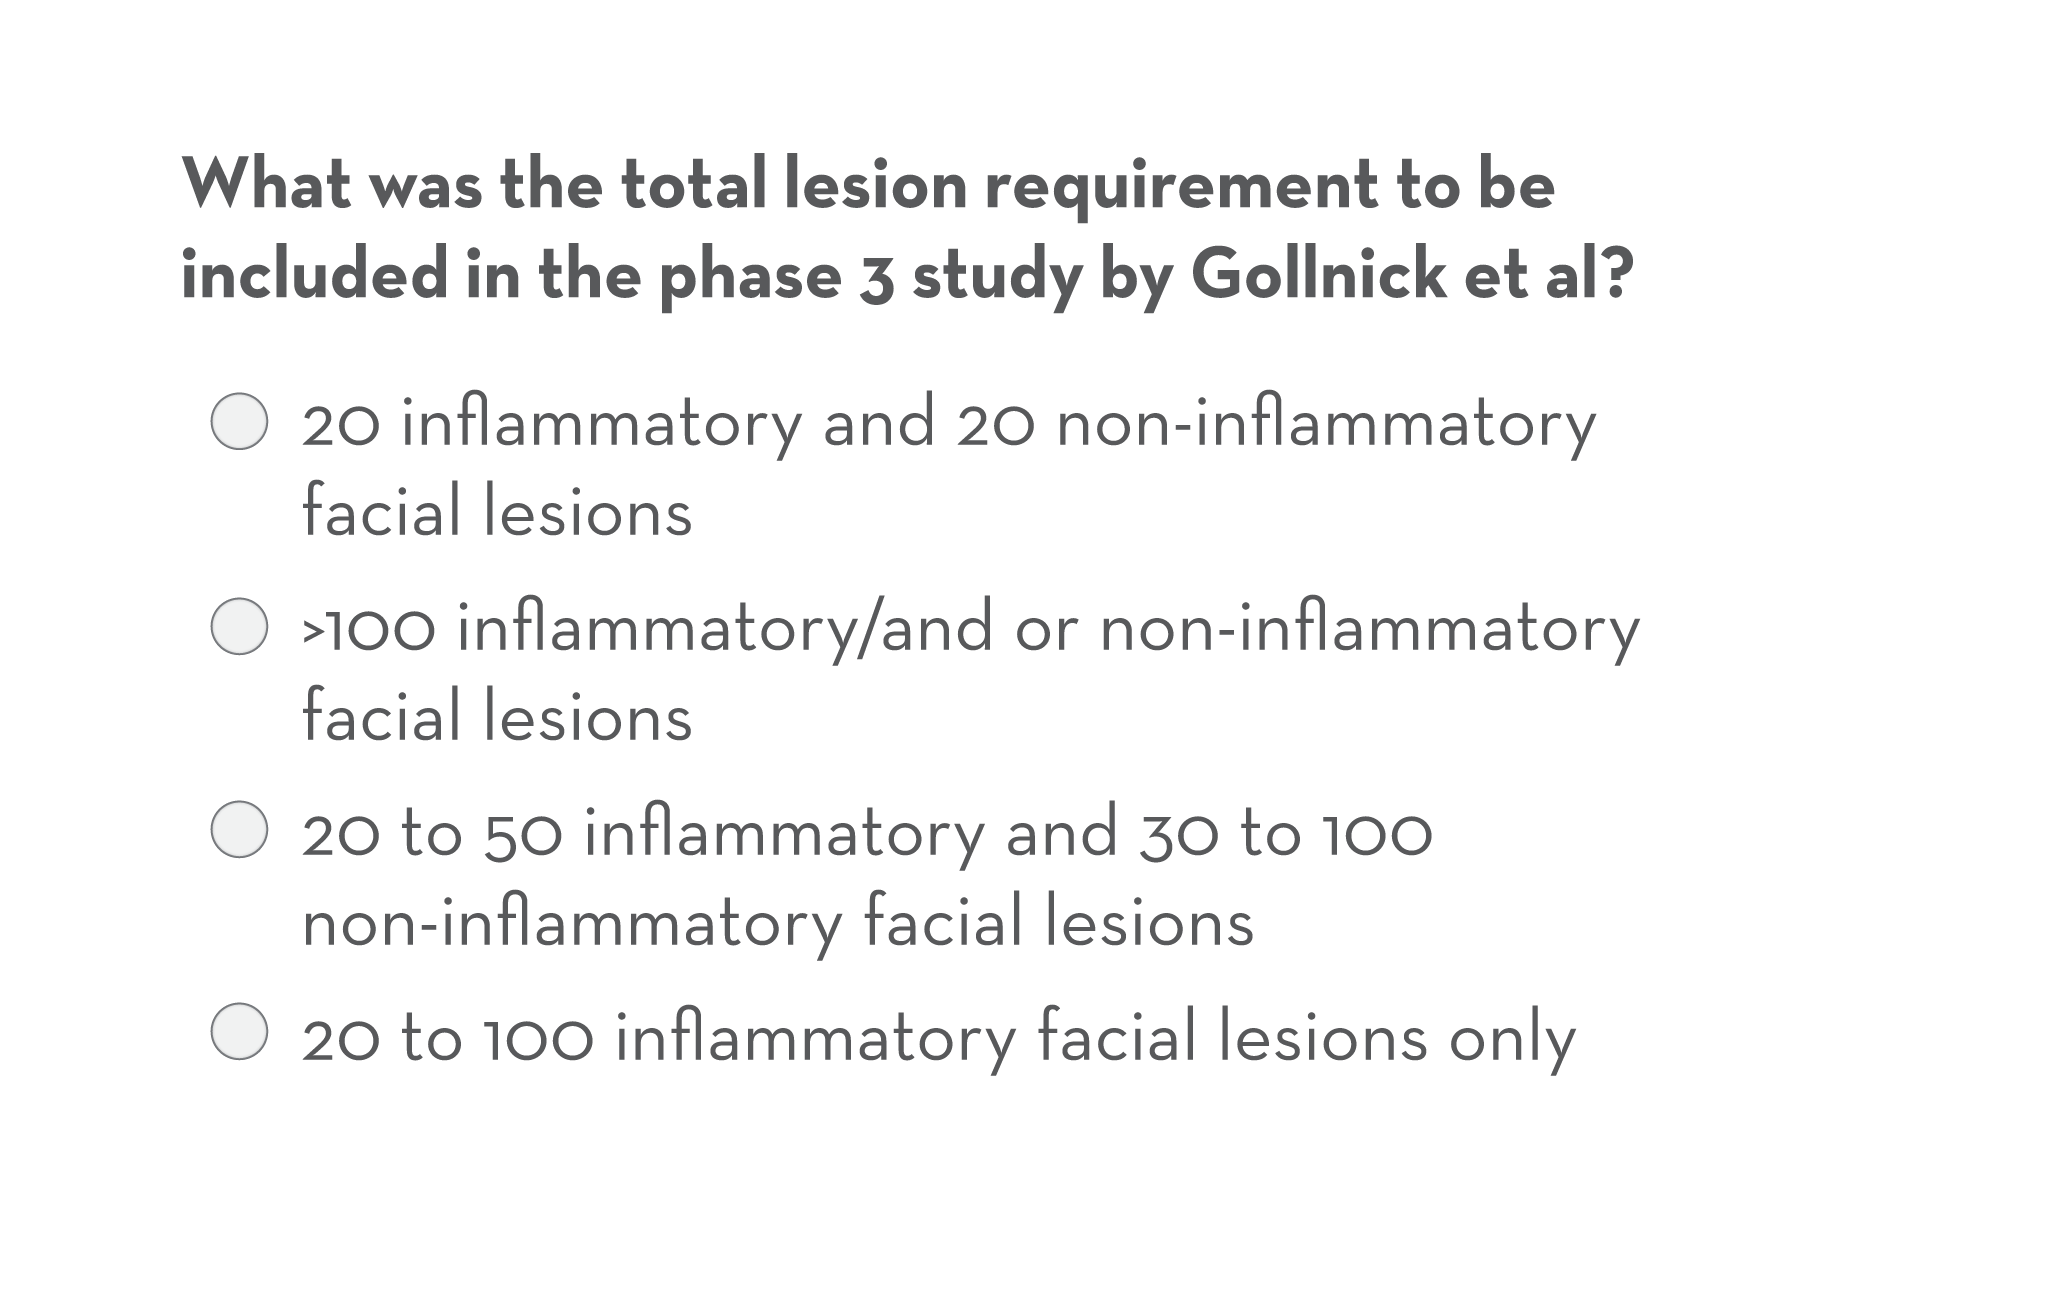 What was the total lesion requirement to be
included in the phase 3 study by Gollnick et al?
20 inflammatory and 20 non-inflammatory
facial lesions
>100 inflammatory/and or non-inflammatory
facial lesions
20 to 50 inflammatory and 30 to 100
non-inflammatory facial lesions
20 to 100 inflammatory facial lesions only